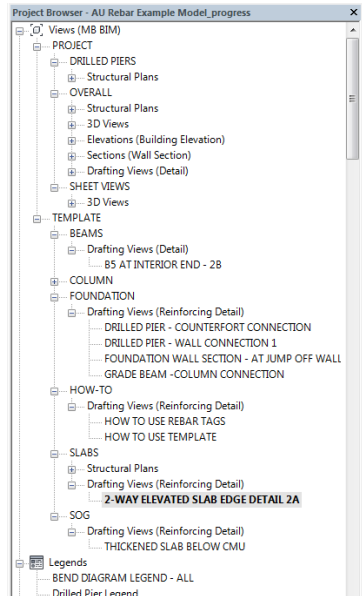 Project Browser - AU Rebar Example Model_progress
Views (MB BIM)
PROJECT
DRILLED PIERS
Structural Plans
OVERALL
Structural Plans
3D Views
Elevations (Building Elevation)
Sections (Wall Section)
Drafting Views (Detail)
SHEET VIEWS
3D Views
TEMPLATE
BEAMS
Drafting Views (Detail)
B5 AT INTERIOR END - 2B
COLUMN
FOUNDATION
Drafting Views (Reinforcing Detail)
DRILLED PIER - COUNTERFORT CONNECTION
DRILLED PIER - WALL CONNECTION 1
FOUNDATION WALL SECTION - AT JUMP OFF WALL
GRADE BEAM -COLUMN CONNECTION
HOW-TO
Drafting Views (Reinforcing Detail)
HOW TO USE REBAR TAGS
HOW TO USE TEMPLATE
SLABS
Structural Plans
Drafting Views (Reinforcing Detail)
2-WAY ELEVATED SLAB EDGE DETAIL 2A
SOG
Drafting Views (Reinforcing Detail)
THICKENED SLAB BELOW CMU
Legends
BEND DIAGRAM LEGEND - ALL
Drilled Pier Legend